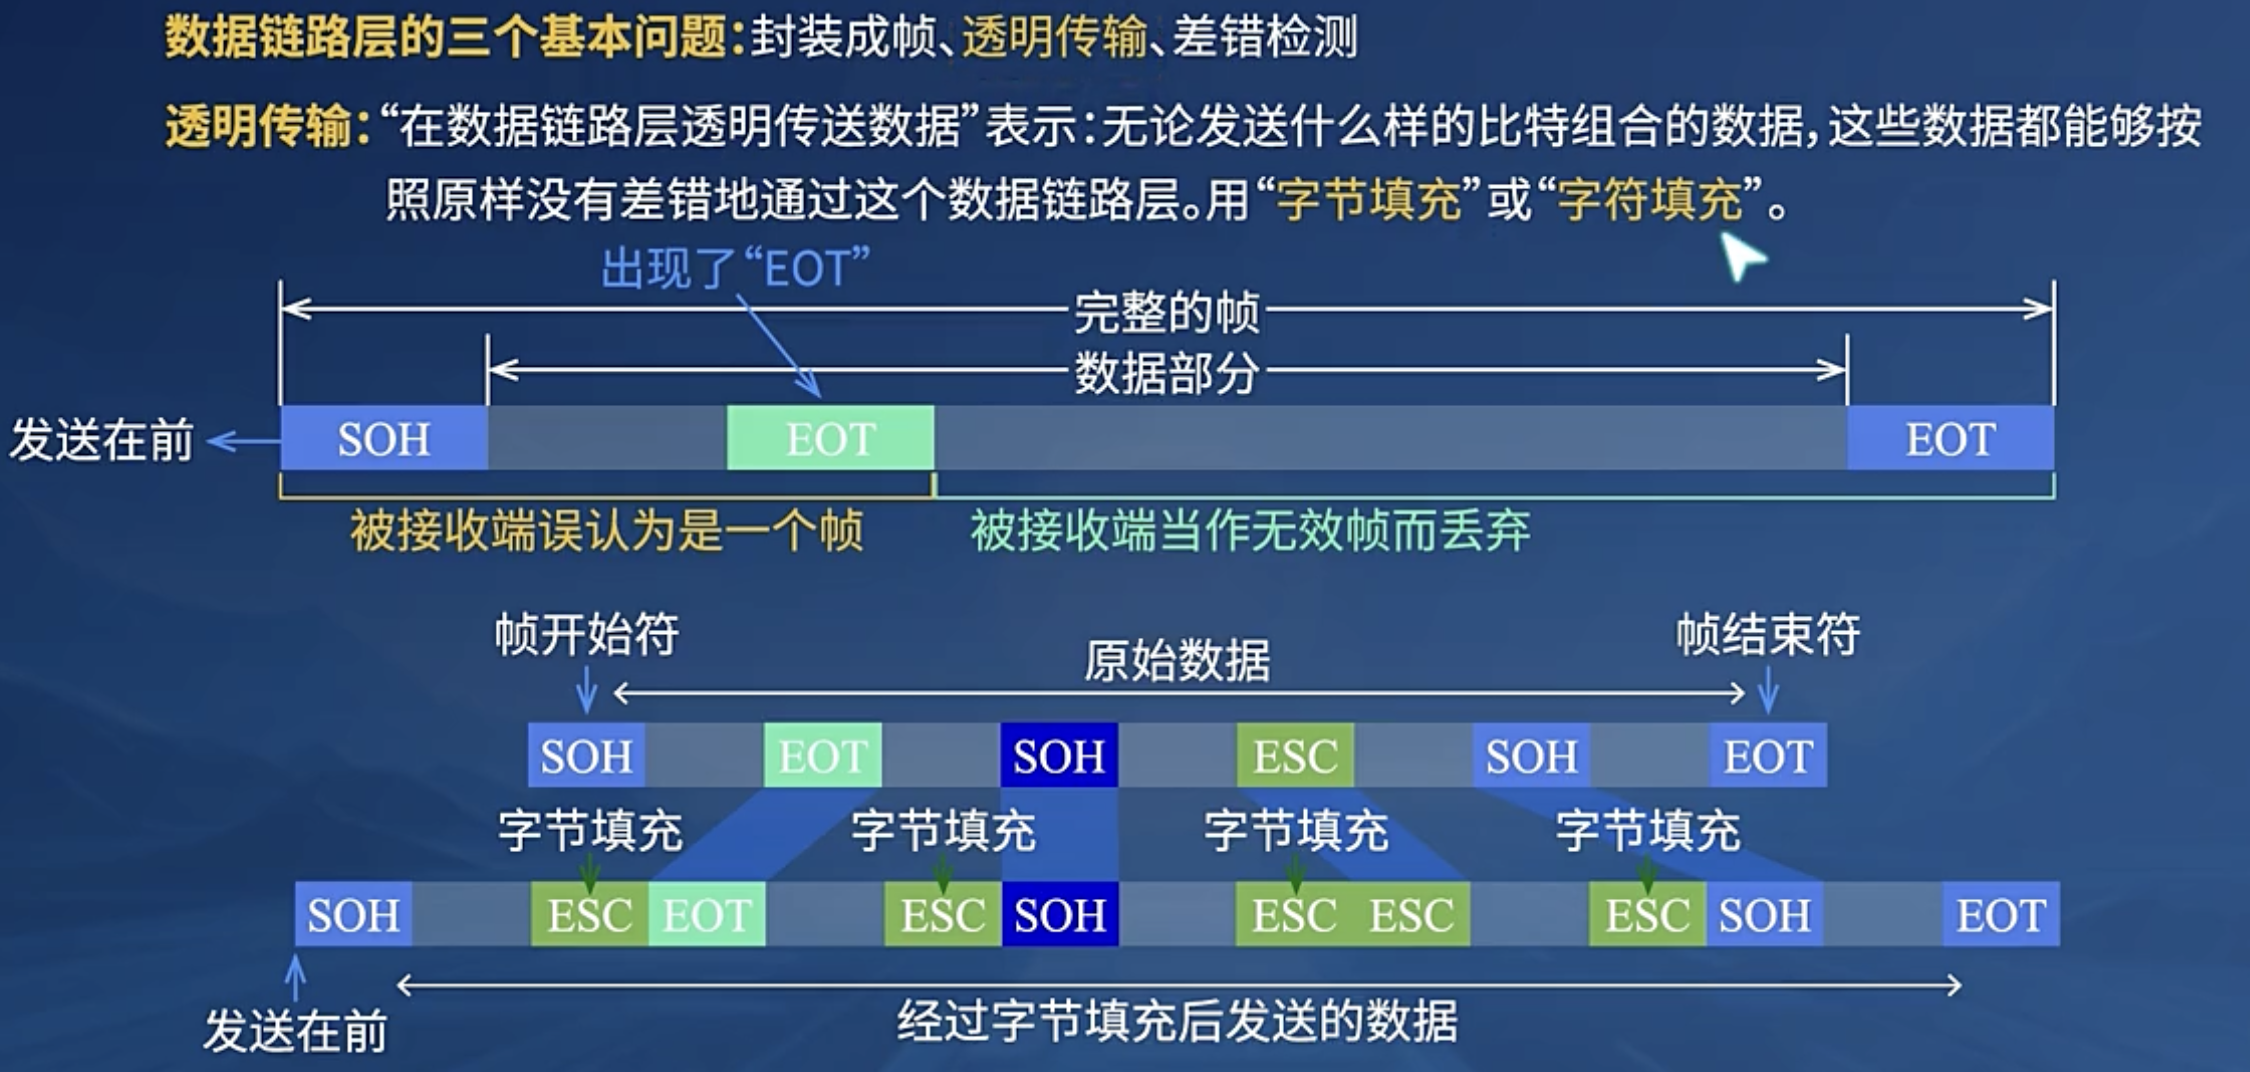 数据链路层的三个基本问题：封装成帧、透明传输、差错检测
透明传输：“在数据链路层透明传送数据”表示：无论发送什么样的比特组合的数据，这些数据都能够按
照原样没有差错地通过这个数据链路层。用“字节填充”或“字符填充”。
出现了“EOT”
完整的帧
数据部分
发送在前 SOH EOT EOT
被接收端误认为是一个帧 被接收端当作无效帧而丢弃
帧开始符 原始数据 帧结束符
SOH EOT SOH ESC SOH EOT
字节填充 字节填充 字节填充 字节填充
SOH ESC EOT ESC SOH ESC ESC ESC SOH EOT
发送在前 经过字节填充后发送的数据